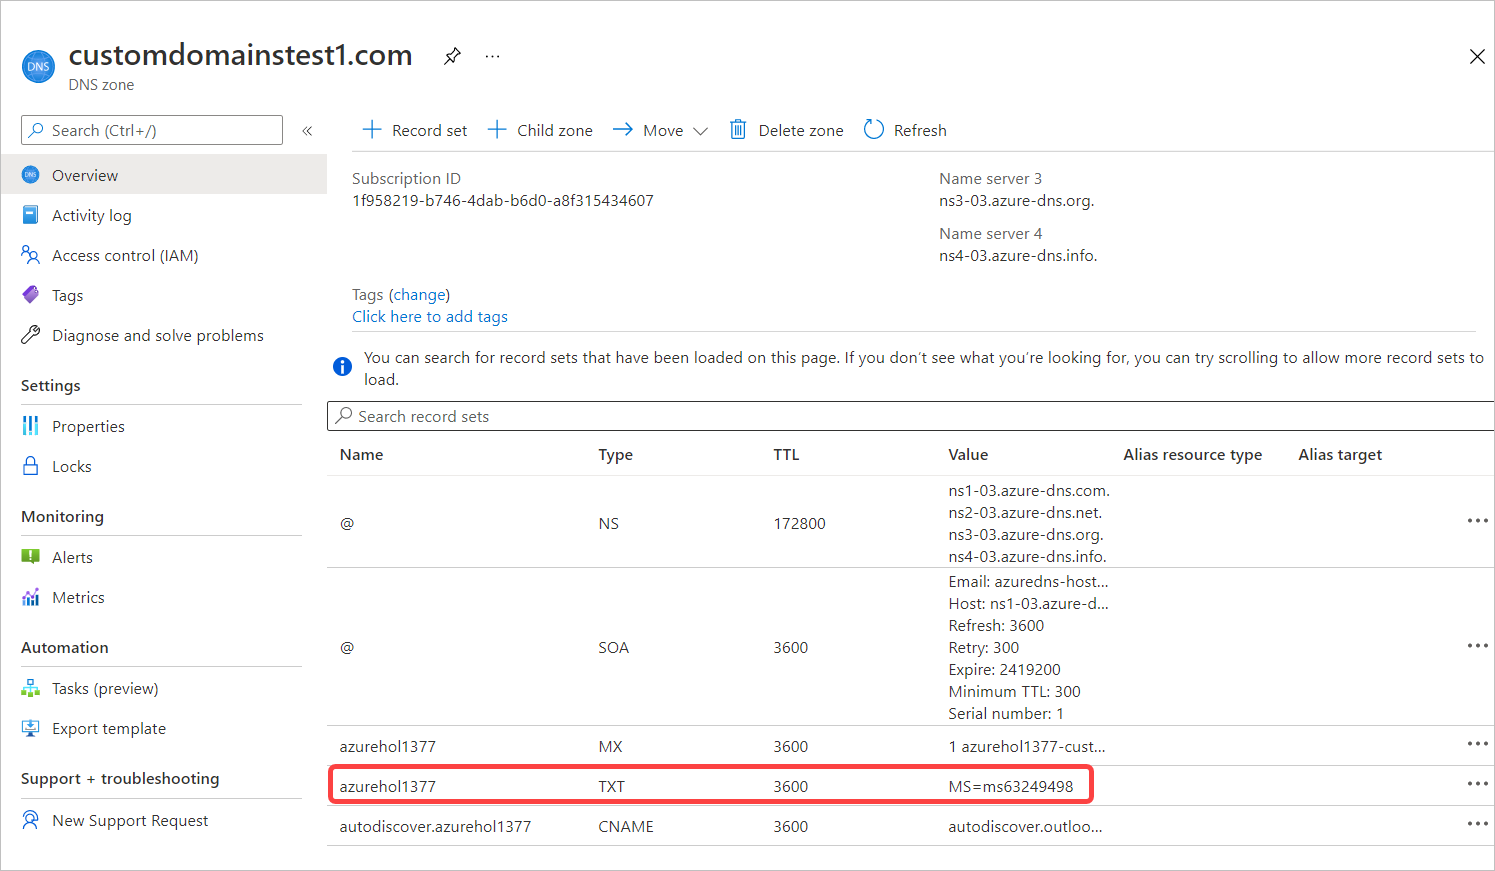 DNS
customdomainstest1.com
DNS zone
Search (Ctrl+/)
Record set
Child zone
Move
Delete zone
Refresh
DNS
Overview
Activity log
Access control (IAM)
Tags
Diagnose and solve problems
Settings
Properties
Locks
Monitoring
Alerts
Metrics
Automation
Tasks (preview)
Export template
Support + troubleshooting
New Support Request
Subscription ID
1f958219-b746-4dab-b6d0-a8f315434607
Name server 3
ns3-03.azure-dns.org.
Name server 4
ns4-03.azure-dns.info.
Tags (change)
Click here to add tags
You can search for record sets that have been loaded on this page. If you don't see what you're looking for, you can try scrolling to allow more record sets to
load.
Search record sets
Name Type TTL Value Alias resource type Alias target
@ NS 172800
ns1-03.azure-dns.com.
ns2-03.azure-dns.net.
ns3-03.azure-dns.org.
ns4-03.azure-dns.info.
@ SOA 3600
Email: azuredns-host...
Host: ns1-03.azure-d...
Refresh: 3600
Retry: 300
Expire: 2419200
Minimum TTL: 300
Serial number: 1
azurehol1377 MX 3600 1 azurehol1377-cust...
azurehol1377 TXT 3600 MS=ms63249498
autodiscover.azurehol1377 CNAME 3600 autodiscover.outloo...